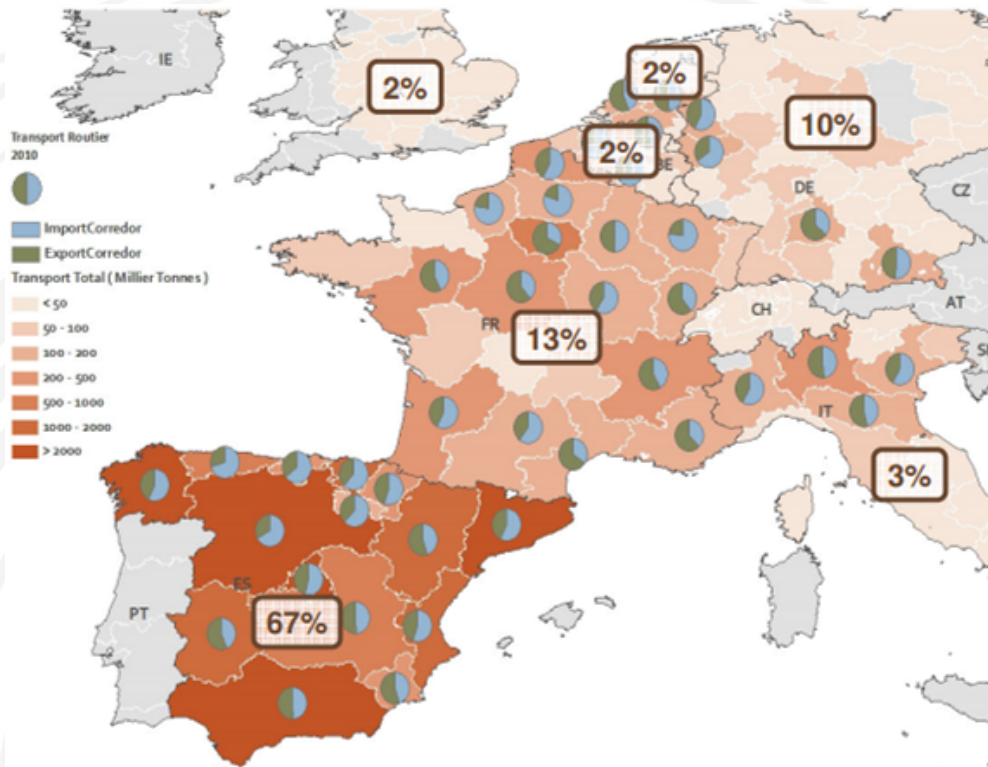 IE
2%
2%
10%
2%
BE
DE
CZ
Transport Routier
2010
ImportCorredor
ExportCorredor
Transport Total ( Millier Tonnes )
< 50
50 - 100
100 - 200
200 - 500
500 - 1000
1000 - 2000
> 2000
FR
13%
CH
AT
IT
3%
ES
67%
PT